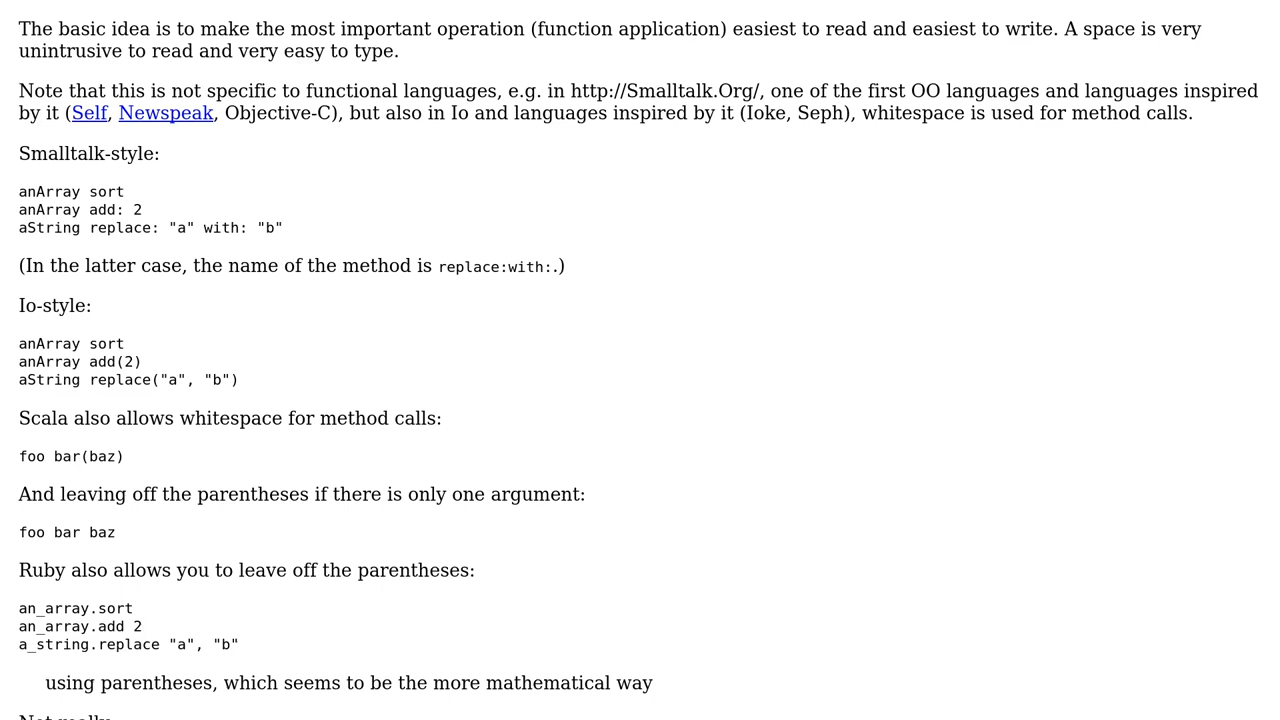 The basic idea is to make the most important operation (function application) easiest to read and easiest to write. A space is very
unintrusive to read and very easy to type.
Note that this is not specific to functional languages, e.g. in http://Smalltalk.Org/, one of the first OO languages and languages inspired
by it (Self, Newspeak, Objective-C), but also in Io and languages inspired by it (Ioke, Seph), whitespace is used for method calls.
Smalltalk-style:
anArray sort
anArray add: 2
aString replace: "a" with: "b"
(In the latter case, the name of the method is replace:with:.)
Io-style:
anArray sort
anArray add(2)
aString replace("a", "b")
Scala also allows whitespace for method calls:
foo bar(baz)
And leaving off the parentheses if there is only one argument:
foo bar baz
Ruby also allows you to leave off the parentheses:
an_array.sort
an_array.add 2
a_string.replace "a", "b"
using parentheses, which seems to be the more mathematical way